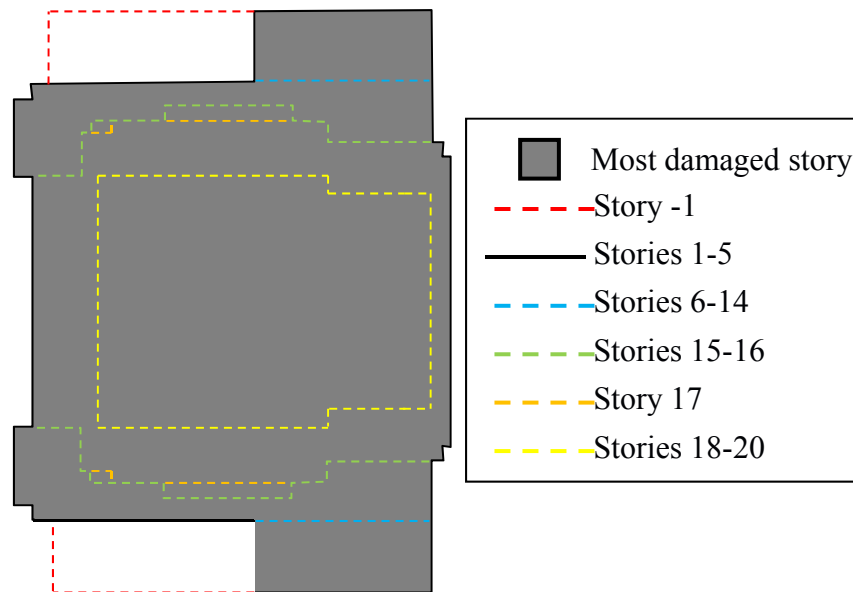 Most damaged story
Story -1
Stories 1-5
Stories 6-14
Stories 15-16
Story 17
Stories 18-20